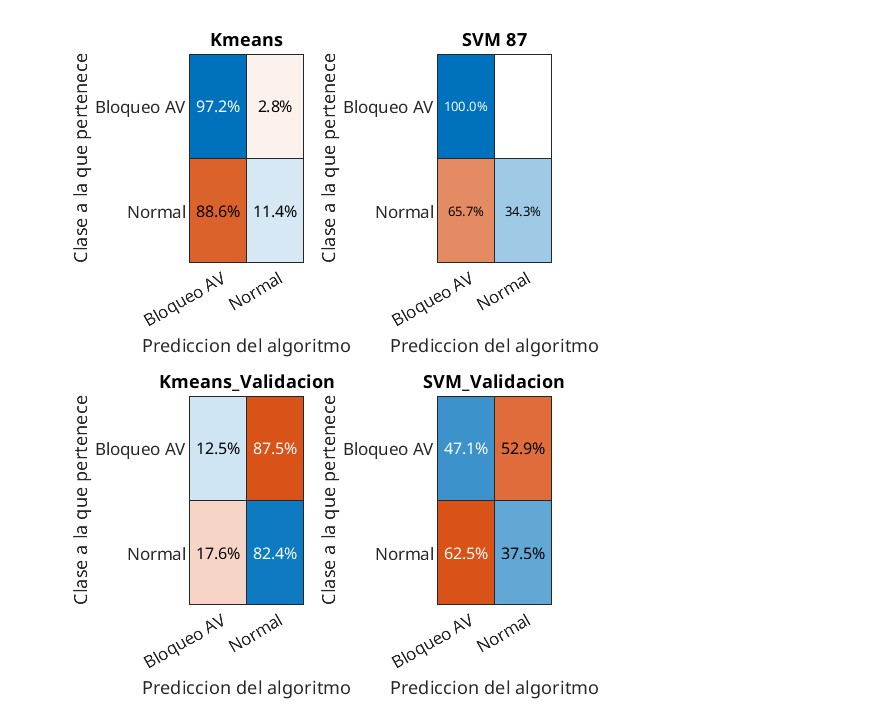 Kmeans
Clase a la que pertenece
Bloqueo AV
97.2% 2.8%
Normal
88.6% 11.4%
Bloqueo AV
Normal
Prediccion del algoritmo
SVM 87
Clase a la que pertenece
Bloqueo AV
100.0%
Normal
65.7% 34.3%
Bloqueo AV
Normal
Prediccion del algoritmo
Kmeans_Validacion
Clase a la que pertenece
Bloqueo AV
12.5% 87.5%
Normal
17.6% 82.4%
Bloqueo AV
Normal
Prediccion del algoritmo
SVM_Validacion
Clase a la que pertenece
Bloqueo AV
47.1% 52.9%
Normal
62.5% 37.5%
Bloqueo AV
Normal
Prediccion del algoritmo